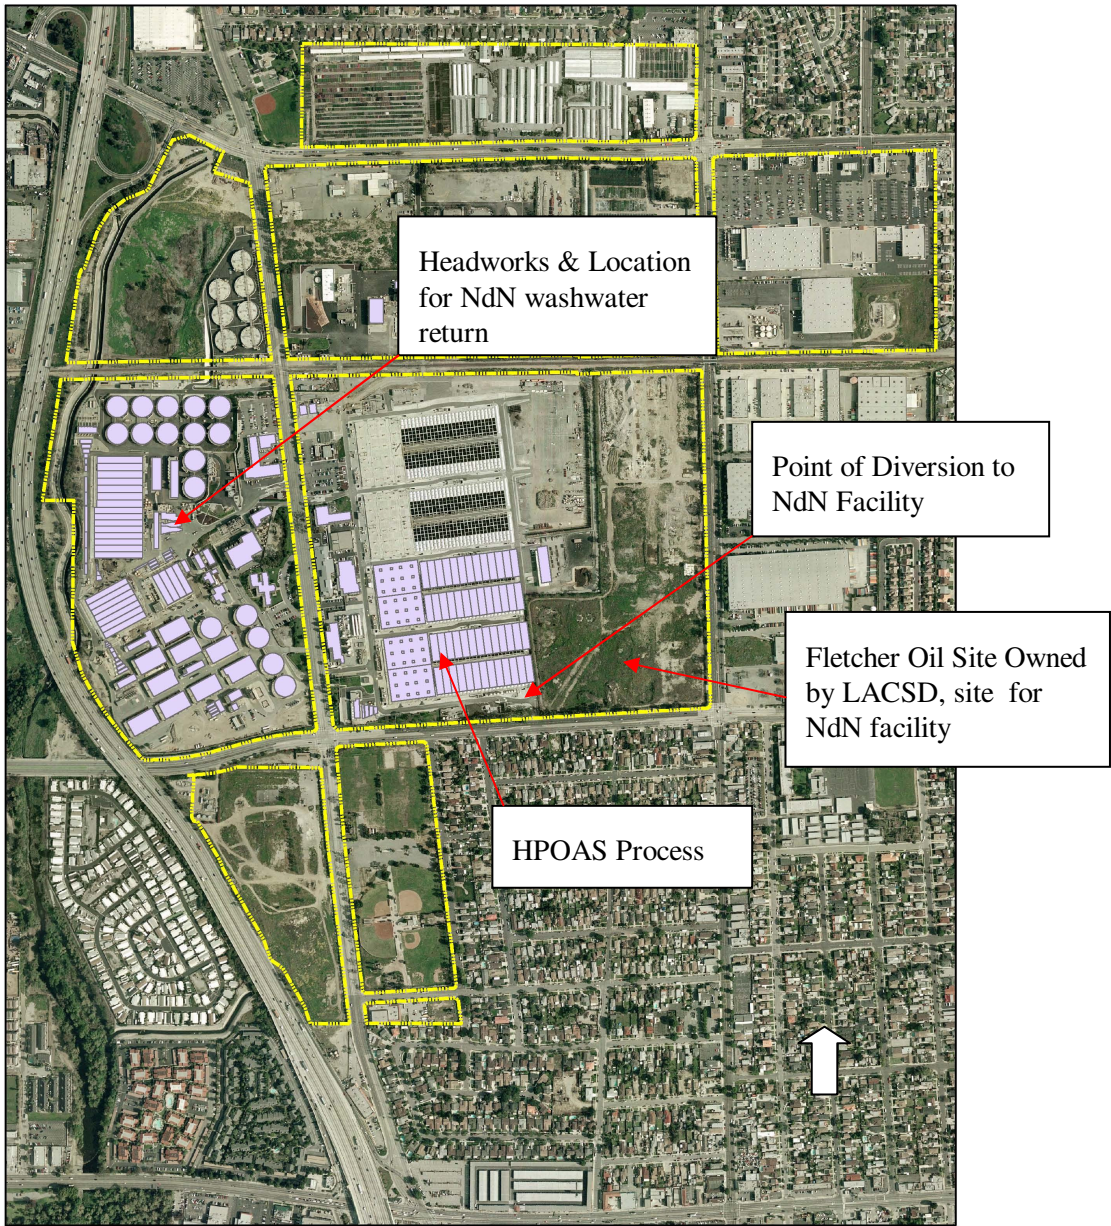 Headworks & Location
for NdN washwater
return
Point of Diversion to
NdN Facility
Fletcher Oil Site Owned
by LACSD, site for
NdN facility
HPOAS Process